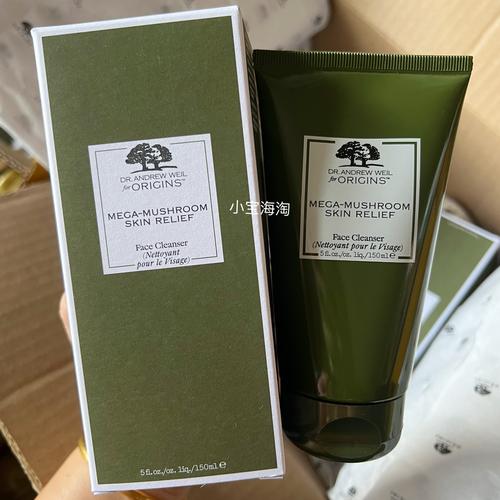 DR. ANDREW WEIL
for ORIGINS™
MEGA-MUSHROOM
SKIN RELIEF
Face Cleanser
(Nettoyant
pour le Visage)
5 fl.oz./oz. liq./150ml ℮
DR. ANDREW WEIL
for ORIGINS™
MEGA-MUSHROOM
SKIN RELIEF
Face Cleanser
(Nettoyant pour le Visage)
5 fl.oz./oz. liq./150ml ℮
小宝海淘